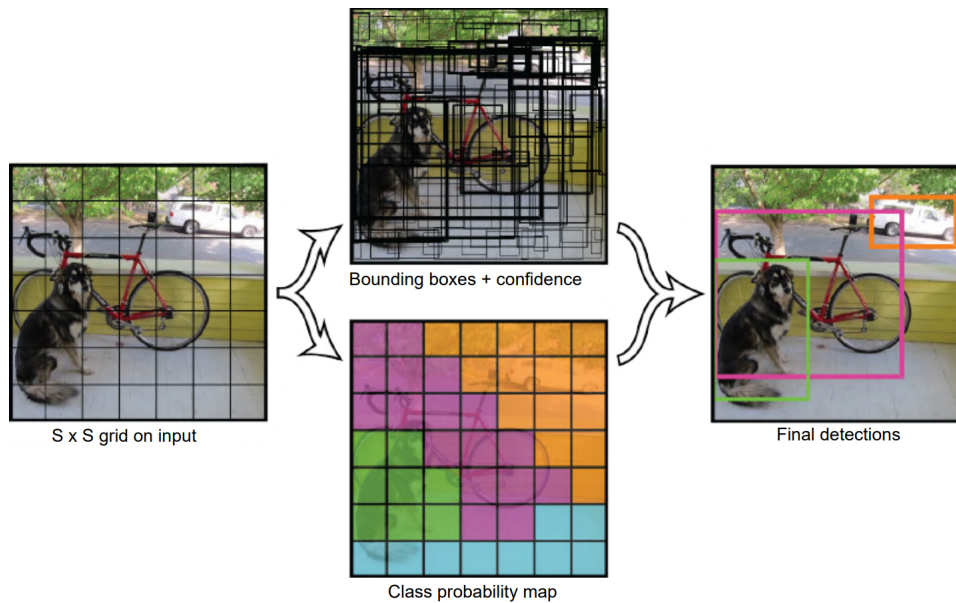 S x S grid on input
Bounding boxes + confidence
Class probability map
Final detections